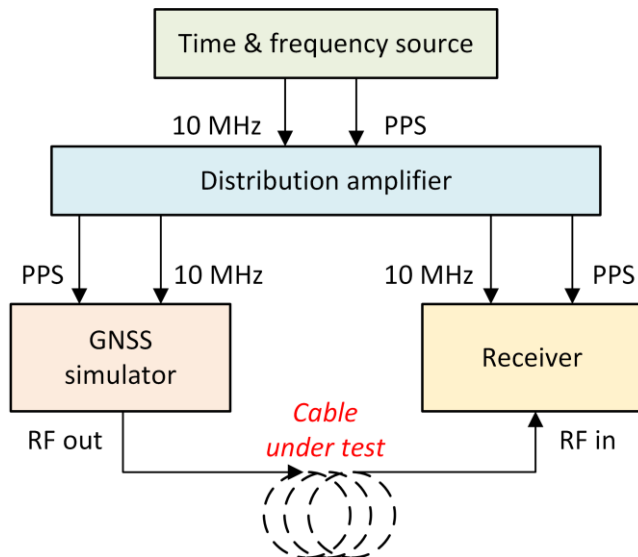 Time & frequency source
10 MHz
PPS
Distribution amplifier
PPS
10 MHz
10 MHz
PPS
GNSS
simulator
Receiver
RF out
Cable
under test
RF in